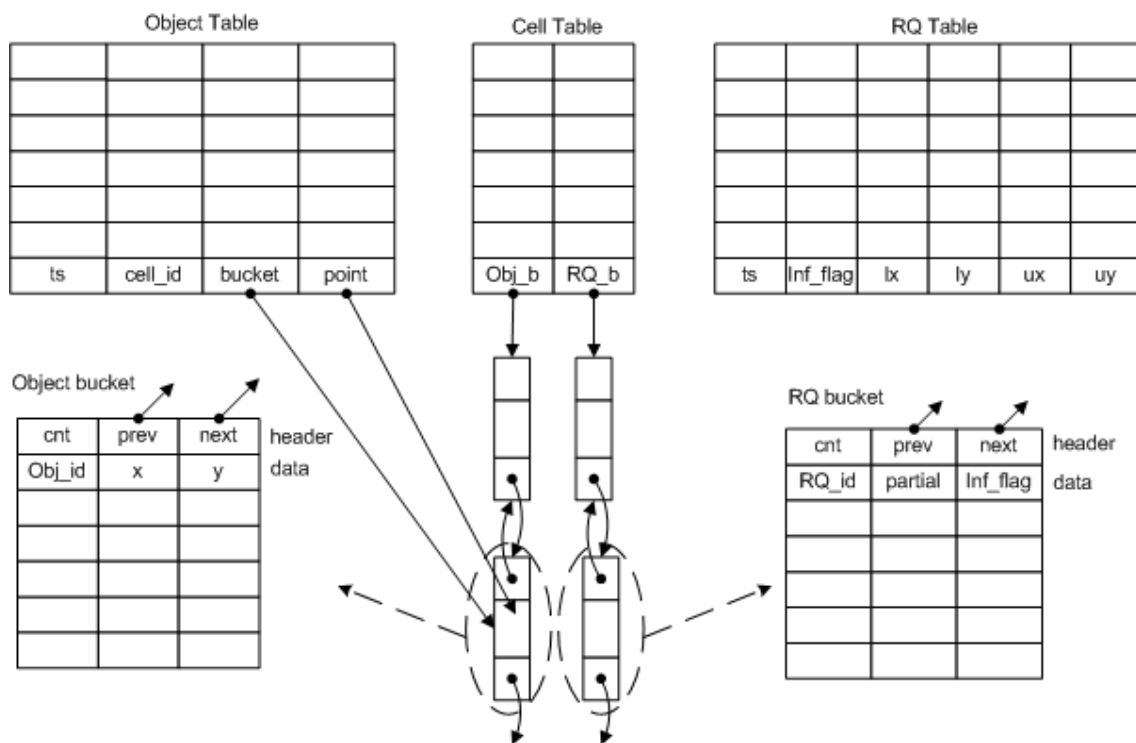 Object Table Cell Table RQ Table
ts cell_id bucket point Obj_b RQ_b ts Inf_flag lx ly ux uy
Object bucket
cnt prev next header
Obj_id x y data
RQ bucket
cnt prev next header
RQ_id partial Inf_flag data